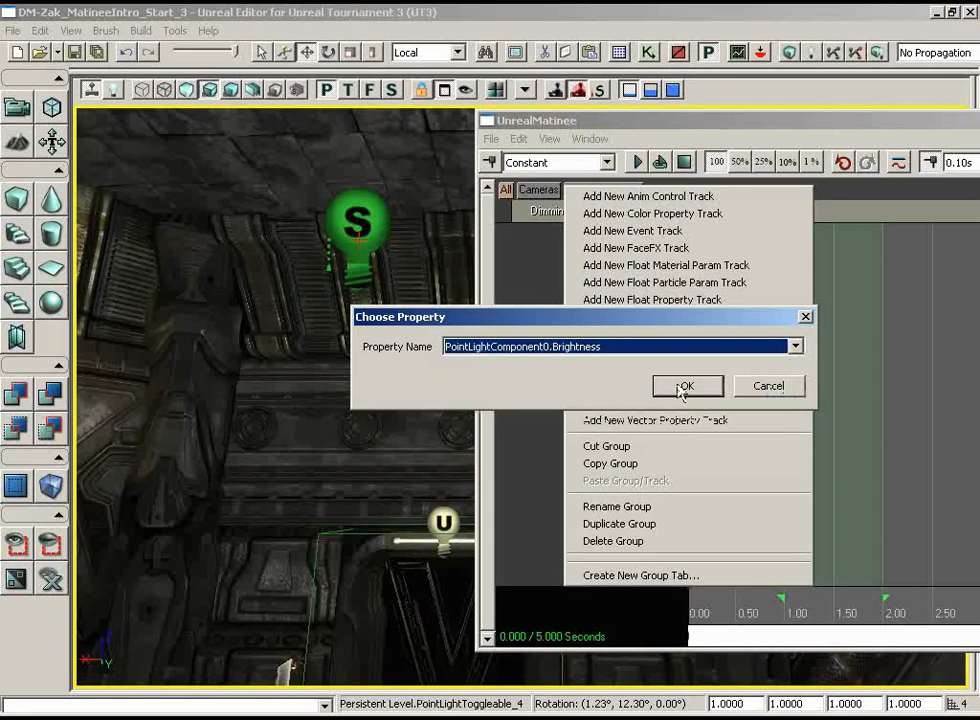 DM-Zak_MatineeIntro_Start_3 - Unreal Editor for Unreal Tournament 3 (UT3)
File Edit View Brush Build Tools Help
Local
P
No Propagation
P T F S
S
S
U
UnrealMatinee
File Edit View Window
Constant
100 50% 25% 10% 1 %
0.10s
All Cameras
Dimmin
Add New Anim Control Track
Add New Color Property Track
Add New Event Track
Add New FaceFX Track
Add New Float Material Param Track
Add New Float Particle Param Track
Add New Float Property Track
Choose Property
Property Name PointLightComponent0.Brightness
OK Cancel
Add New Vector Property Track
Cut Group
Copy Group
Paste Group/Track
Rename Group
Duplicate Group
Delete Group
Create New Group Tab...
0.00 0.50 1.00 1.50 2.00 2.50
0.000 / 5.000 Seconds
Z
X Y
Persistent Level.PointLightToggleable_4 Rotation: (1.23°, 12.30°, 0.00°) 1.0000 1.0000 1.0000 1.0000 4